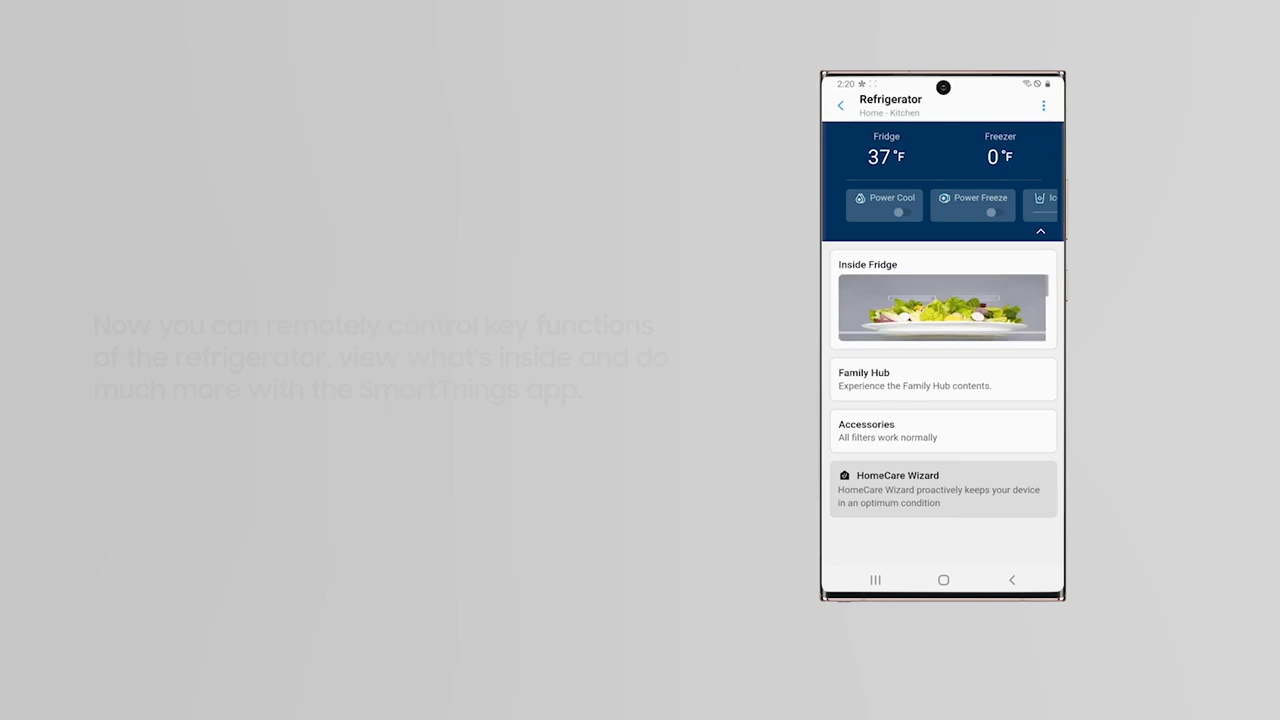 Now you can remotely control key functions
of the refrigerator, view what's inside and do
much more with the SmartThings app.
2:20
Refrigerator
Home - Kitchen
Fridge
Freezer
37°F
0°F
Power Cool
Power Freeze
Ic
Inside Fridge
Family Hub
Experience the Family Hub contents.
Accessories
All filters work normally
HomeCare Wizard
HomeCare Wizard proactively keeps your device
in an optimum condition